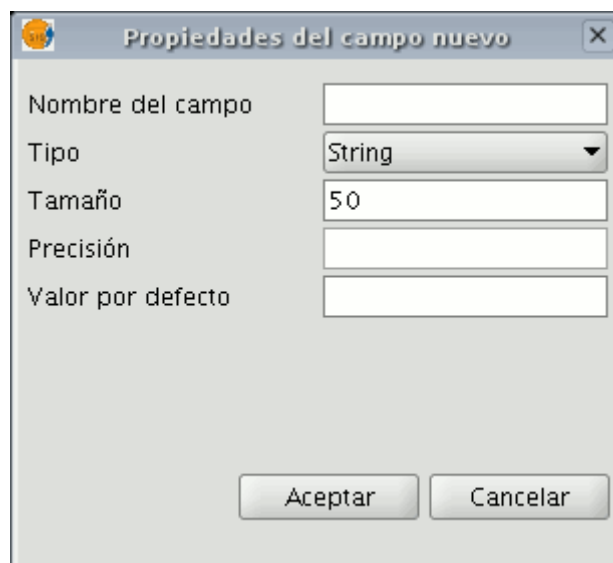 Propiedades del campo nuevo
Nombre del campo
Tipo String
Tamaño 50
Precisión
Valor por defecto
Aceptar Cancelar